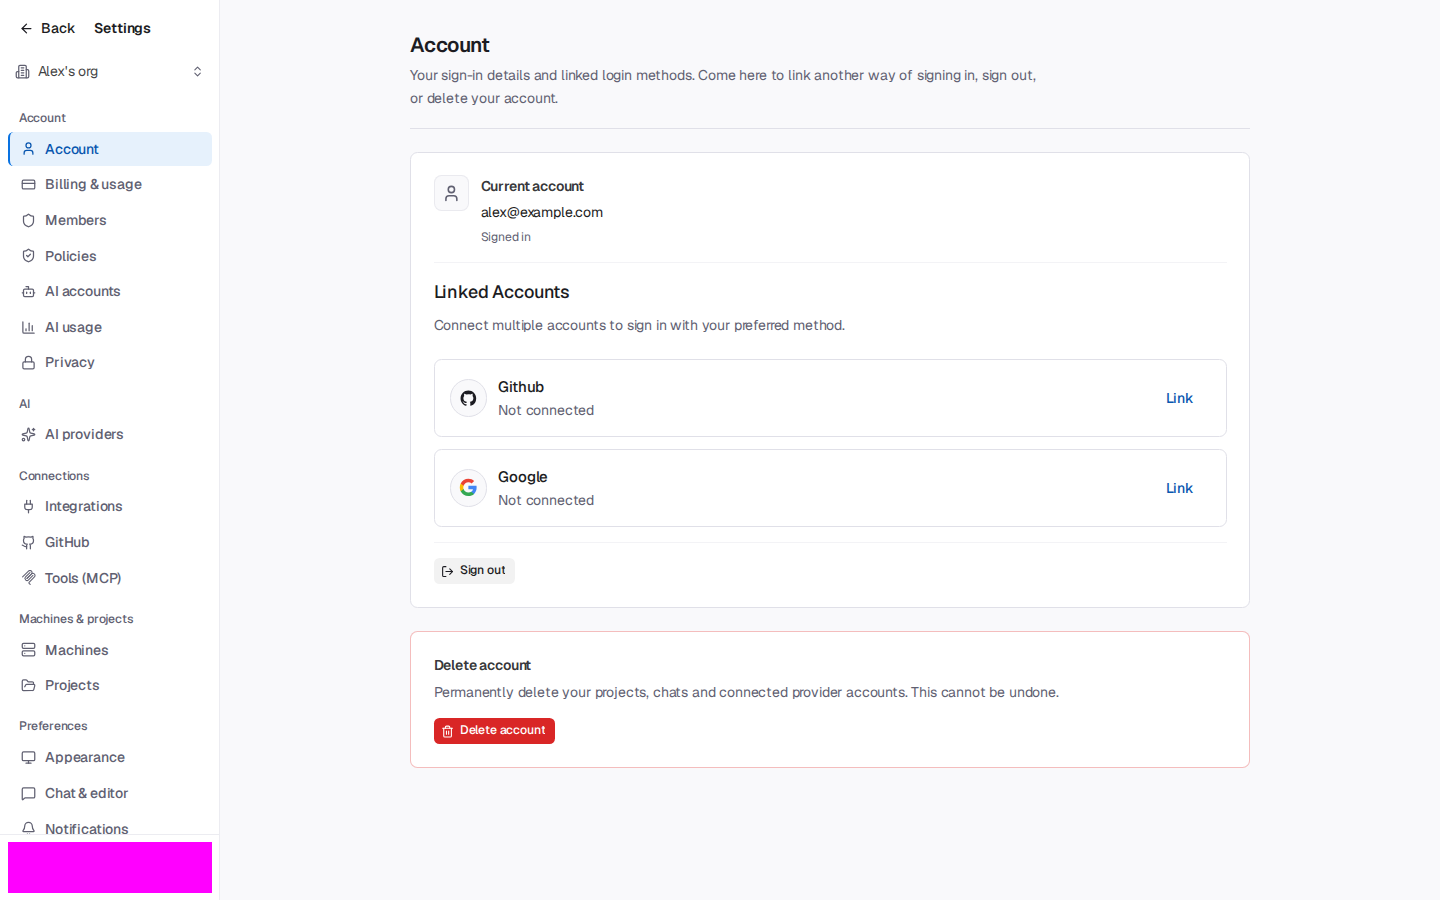 Back Settings
Alex's org
Account
Account
Billing & usage
Members
Policies
AI accounts
AI usage
Privacy
AI
AI providers
Connections
Integrations
GitHub
Tools (MCP)
Machines & projects
Machines
Projects
Preferences
Appearance
Chat & editor
Notifications
Account
Your sign-in details and linked login methods. Come here to link another way of signing in, sign out,
or delete your account.
Current account
alex@example.com
Signed in
Linked Accounts
Connect multiple accounts to sign in with your preferred method.
Github
Not connected
Link
Google
Not connected
Link
Sign out
Delete account
Permanently delete your projects, chats and connected provider accounts. This cannot be undone.
Delete account